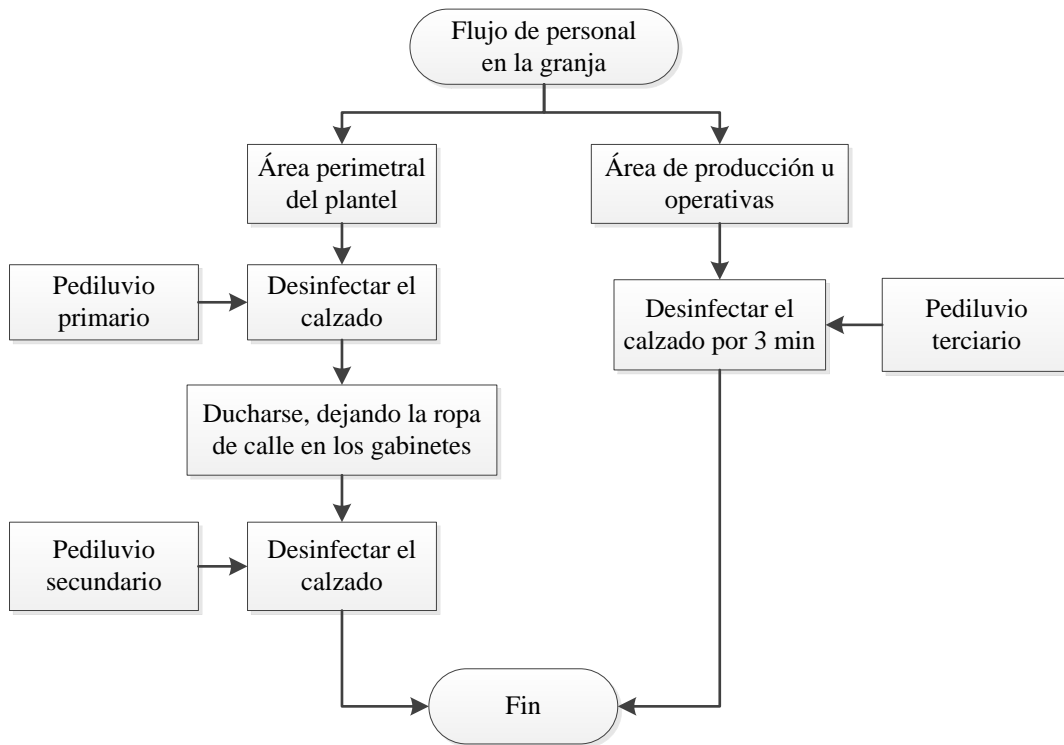 Flujo de personal
en la granja
Área perimetral
del plantel
Área de producción u
operativas
Pediluvio
primario
Desinfectar el
calzado
Desinfectar el
calzado por 3 min
Pediluvio
terciario
Ducharse, dejando la ropa
de calle en los gabinetes
Pediluvio
secundario
Desinfectar el
calzado
Fin